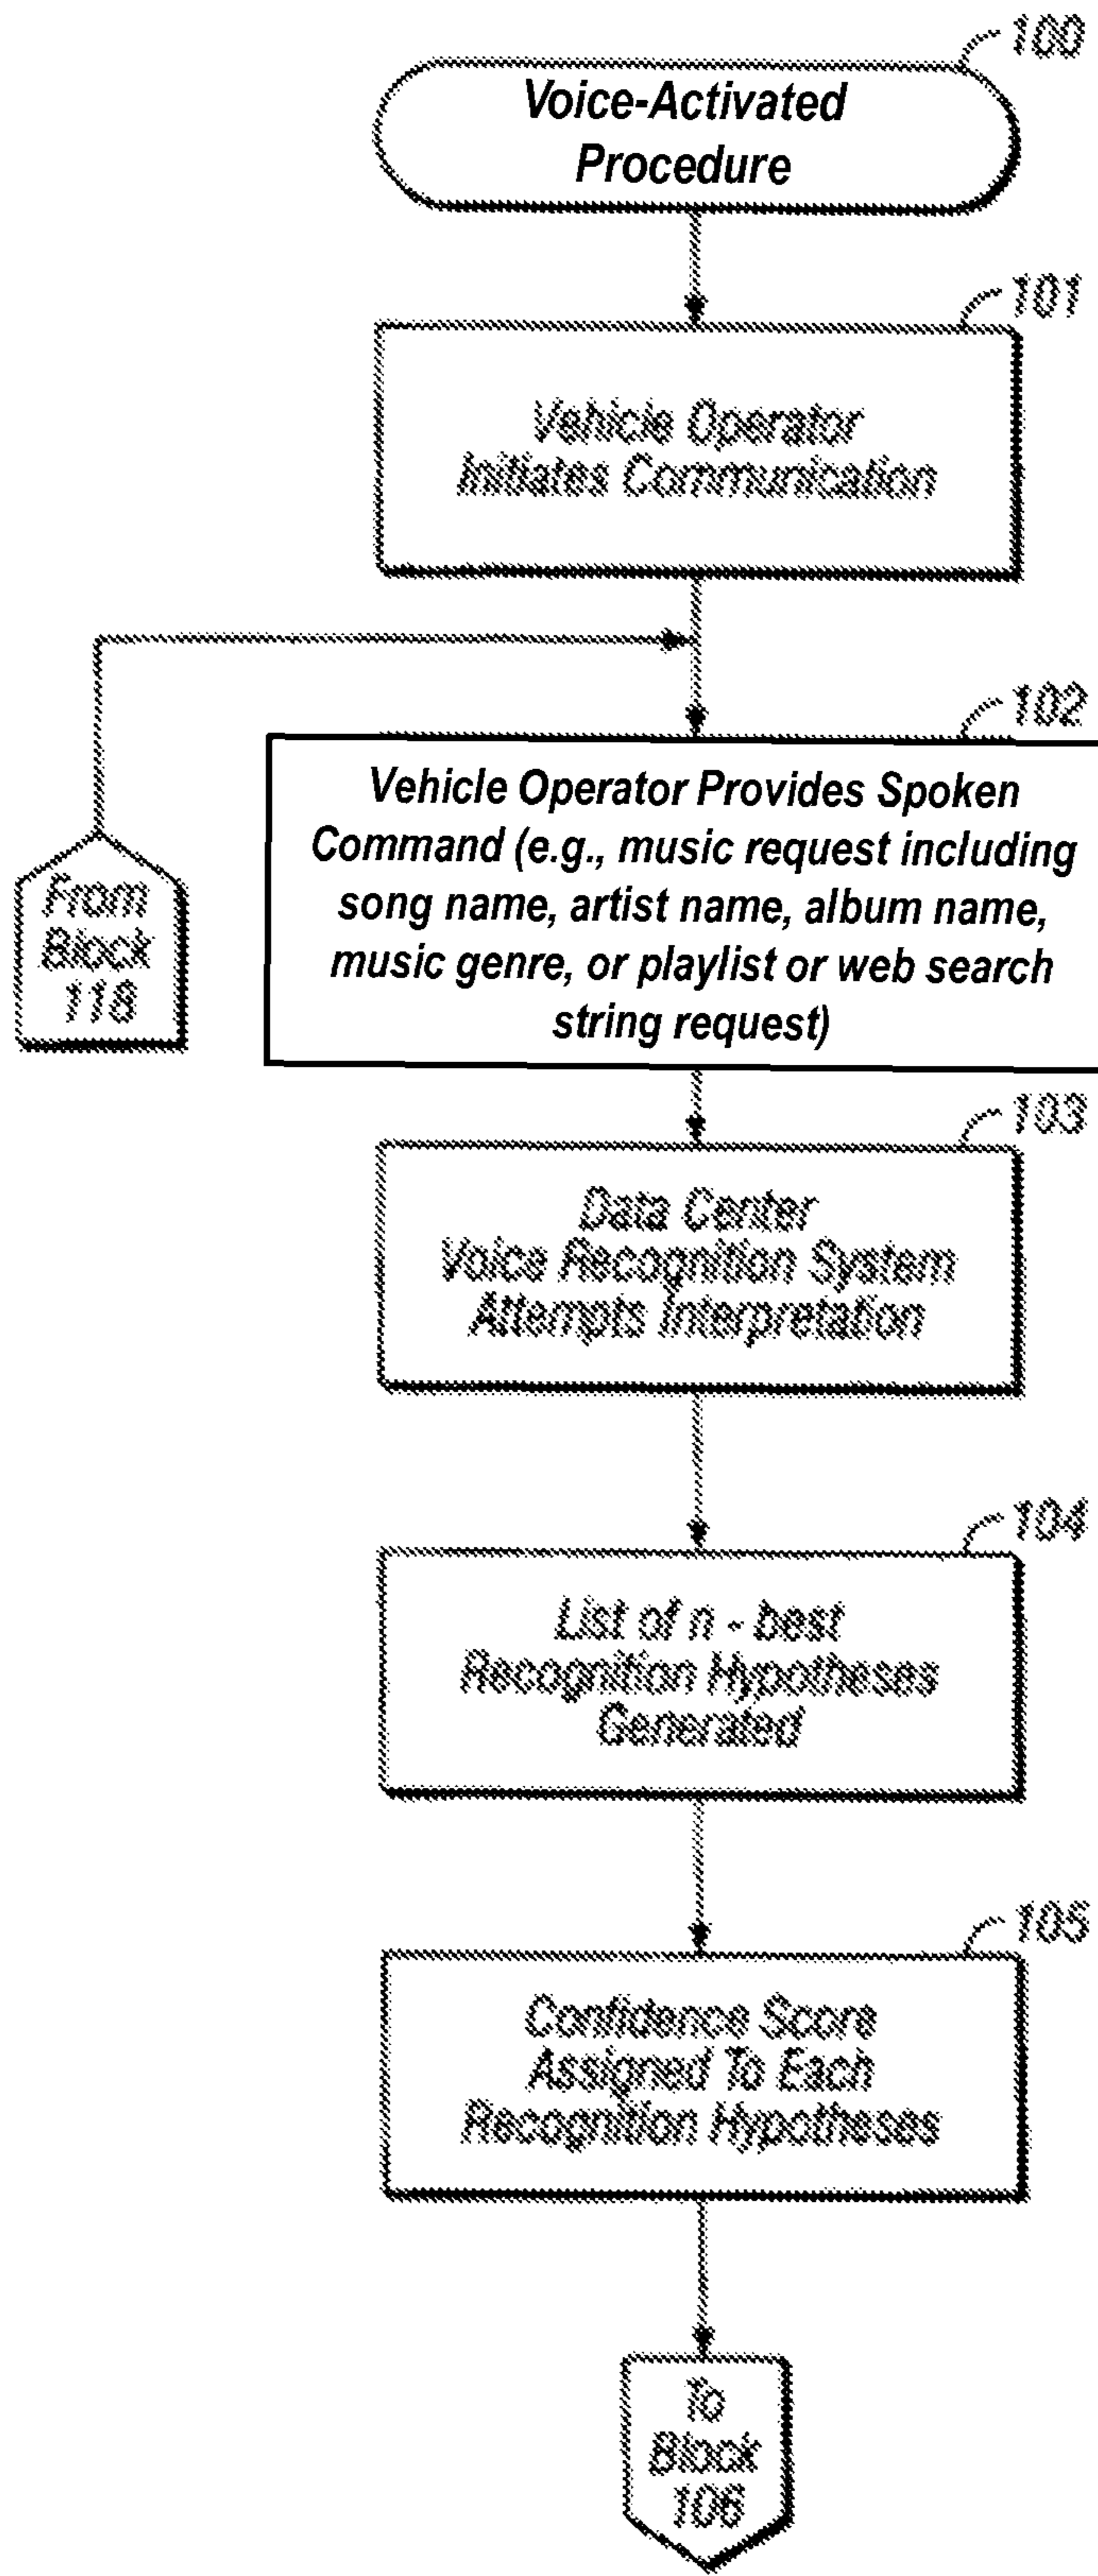 100
Voice-Activated
Procedure
101
Vehicle Operator
Initiates Communication
102
Vehicle Operator Provides Spoken
Command (e.g., music request including
song name, artist name, album name,
music genre, or playlist or web search
string request)
From
Block
118
103
Data Center
Voice Recognition System
Attempts Interpretation
104
List of n - best
Recognition Hypotheses
Generated
105
Confidence Score
Assigned To Each
Recognition Hypotheses
To
Block
106